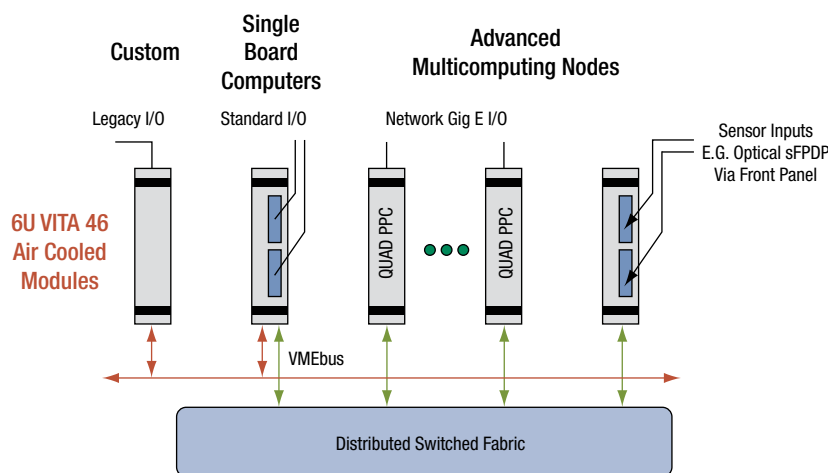 Custom
Single
Board
Computers
Advanced
Multicomputing Nodes
Legacy I/O
Standard I/O
Network Gig E I/O
Sensor Inputs
E.G. Optical sFPDP
Via Front Panel
6U VITA 46
Air Cooled
Modules
QUAD PPC
QUAD PPC
VMEbus
Distributed Switched Fabric